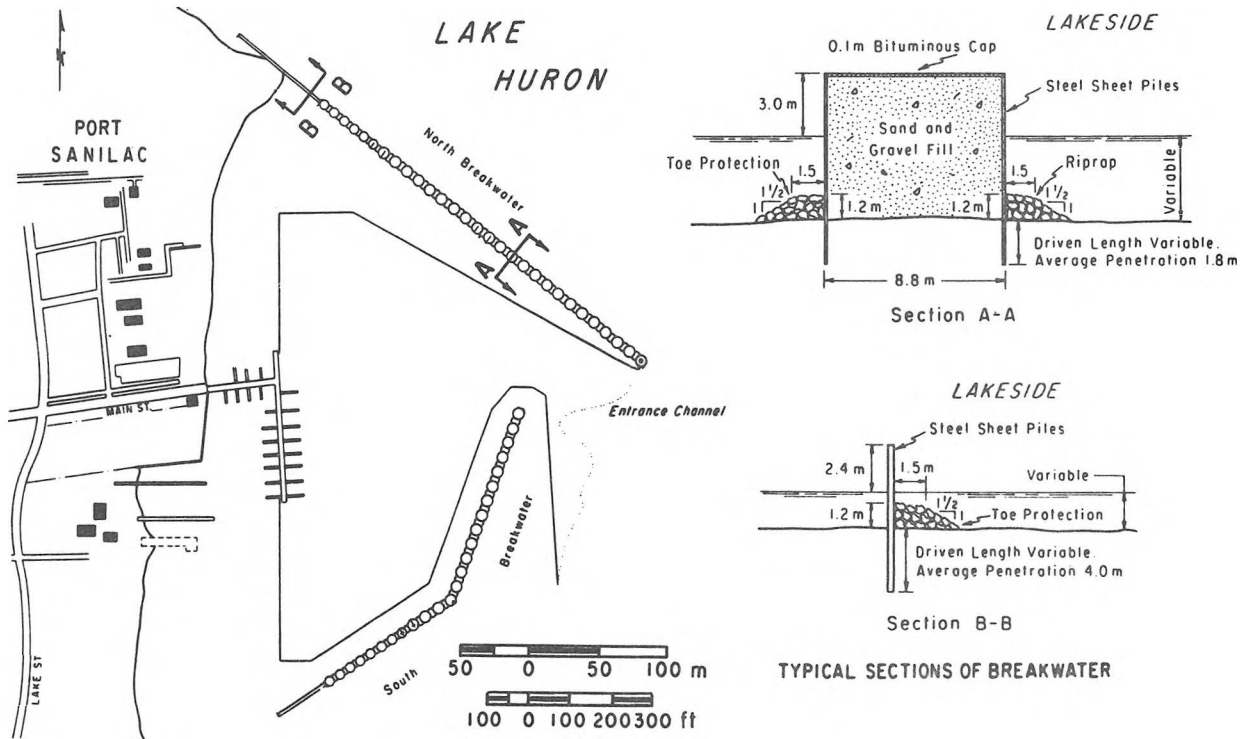 LAKE
HURON
PORT
SANILAC
B
B
North Breakwater
A
A
MAIN ST.
LAKE ST
Entrance Channel
Breakwater
South
50 0 50 100 m
100 0 100 200 300 ft
LAKESIDE
0.1m Bituminous Cap
Steel Sheet Piles
3.0 m
Sand and
Gravel Fill
Toe Protection
Riprap
1.5
1.5
1 1/2
1
1 1/2
1
1.2 m
1.2 m
Variable
Driven Length Variable.
Average Penetration 1.8 m
8.8 m
Section A-A
LAKESIDE
Steel Sheet Piles
2.4 m
1.5 m
Variable
1 1/2
1
1.2 m
Toe Protection
Driven Length Variable.
Average Penetration 4.0 m
Section B-B
TYPICAL SECTIONS OF BREAKWATER